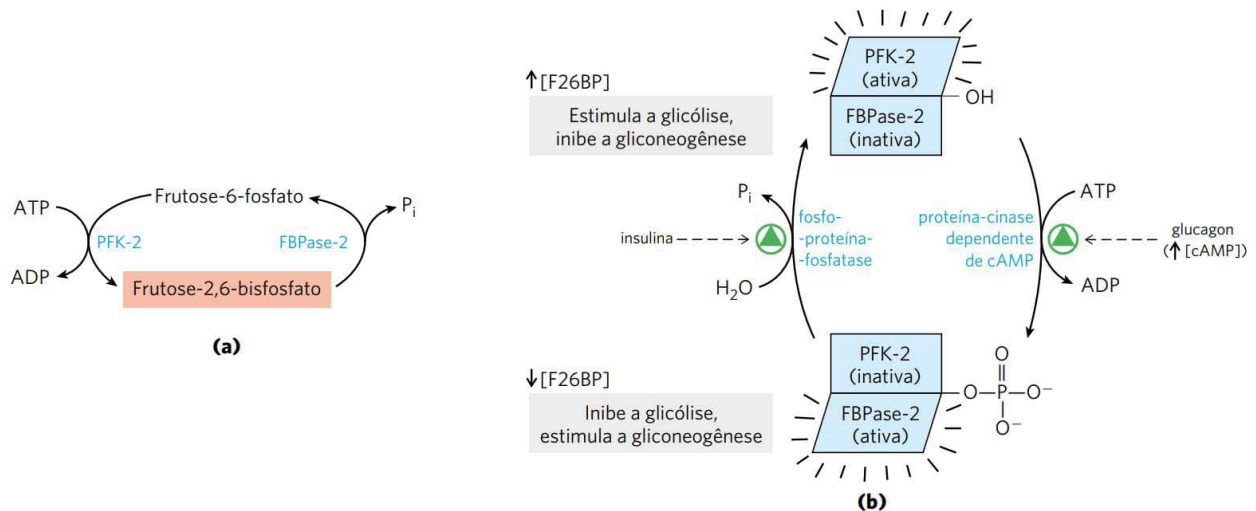 ATP
ADP
PFK-2
Frutose-6-fosfato
FBPase-2
P i
Frutose-2,6-bisfosfato
(a)
↑[F26BP]
Estimula a glicólise,
inibe a gliconeogênese
PFK-2
(ativa)
FBPase-2
(inativa)
OH
P i
insulina
H2O
fosfo-
-proteína-
-fosfatase
proteína-cinase
dependente
de cAMP
ATP
glucagon
(↑ [cAMP])
ADP
↓[F26BP]
Inibe a glicólise,
estimula a gliconeogênese
PFK-2
(inativa)
FBPase-2
(ativa)
O
O—P—O−
O−
(b)